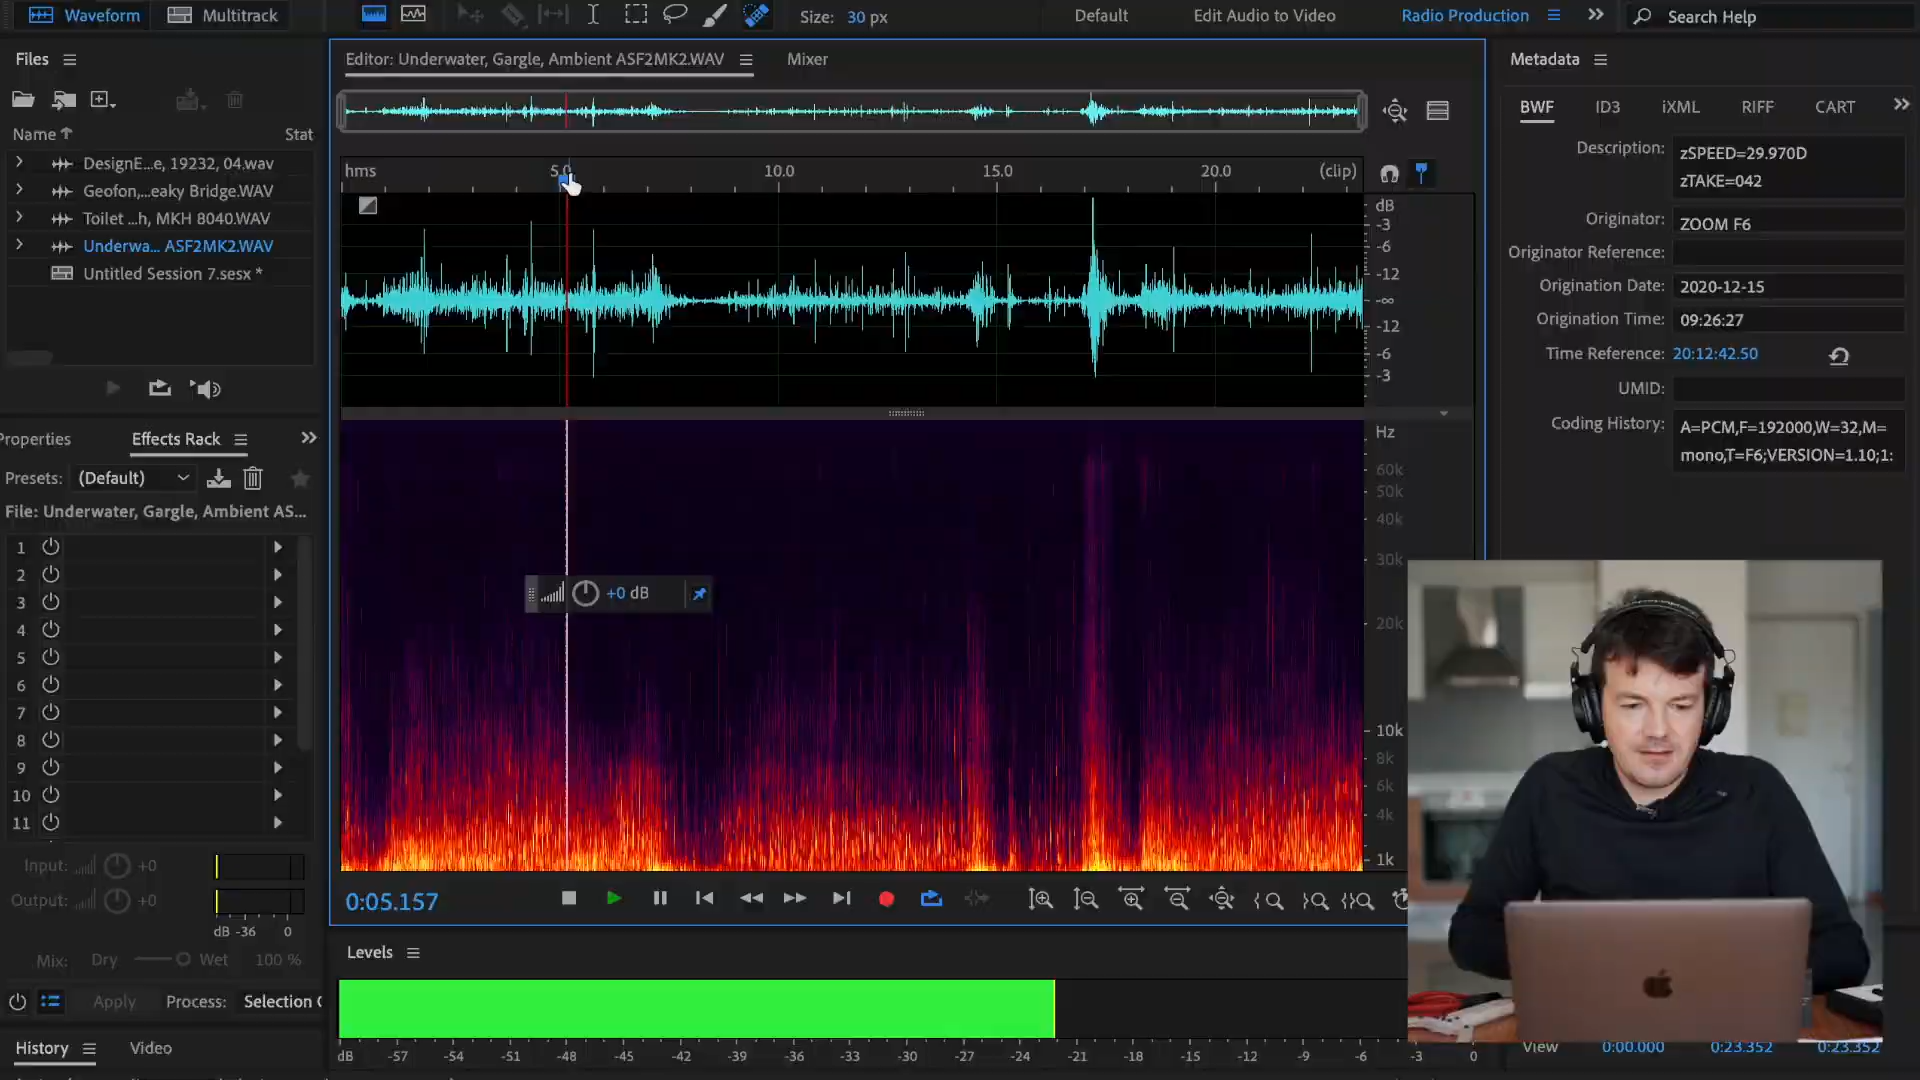 Waveform Multitrack Size: 30 px Default Edit Audio to Video Radio Production Search Help
Files
Name Stat
DesignE...e, 19232, 04.wav
Geofon,...eaky Bridge.WAV
Toilet ...h, MKH 8040.WAV
Underwa... ASF2MK2.WAV
Untitled Session 7.sesx *
Properties Effects Rack
Presets: (Default)
File: Underwater, Gargle, Ambient AS...
1
2
3
4
5
6
7
8
9
10
11
Input: +0
Output: +0
dB -36 0
Mix: Dry Wet 100 %
Apply Process: Selection
History Video
Editor: Underwater, Gargle, Ambient ASF2MK2.WAV Mixer
hms 5.0 10.0 15.0 20.0 (clip)
dB
-3
-6
-12
-∞
-12
-6
-3
Hz
60k
50k
40k
30k
20k
10k
8k
6k
4k
1k
+0 dB
0:05.157
Levels
dB -57 -54 -51 -48 -45 -42 -39 -36 -33 -30 -27 -24 -21 -18 -15 -12 -9 -6 -3 0
Metadata
BWF ID3 iXML RIFF CART
Description: zSPEED=29.970D
zTAKE=042
Originator: ZOOM F6
Originator Reference:
Origination Date: 2020-12-15
Origination Time: 09:26:27
Time Reference: 20:12:42.50
UMID:
Coding History: A=PCM,F=192000,W=32,M=
mono,T=F6;VERSION=1.10;1:
View 0:00.000 0:23.352 0:23.352